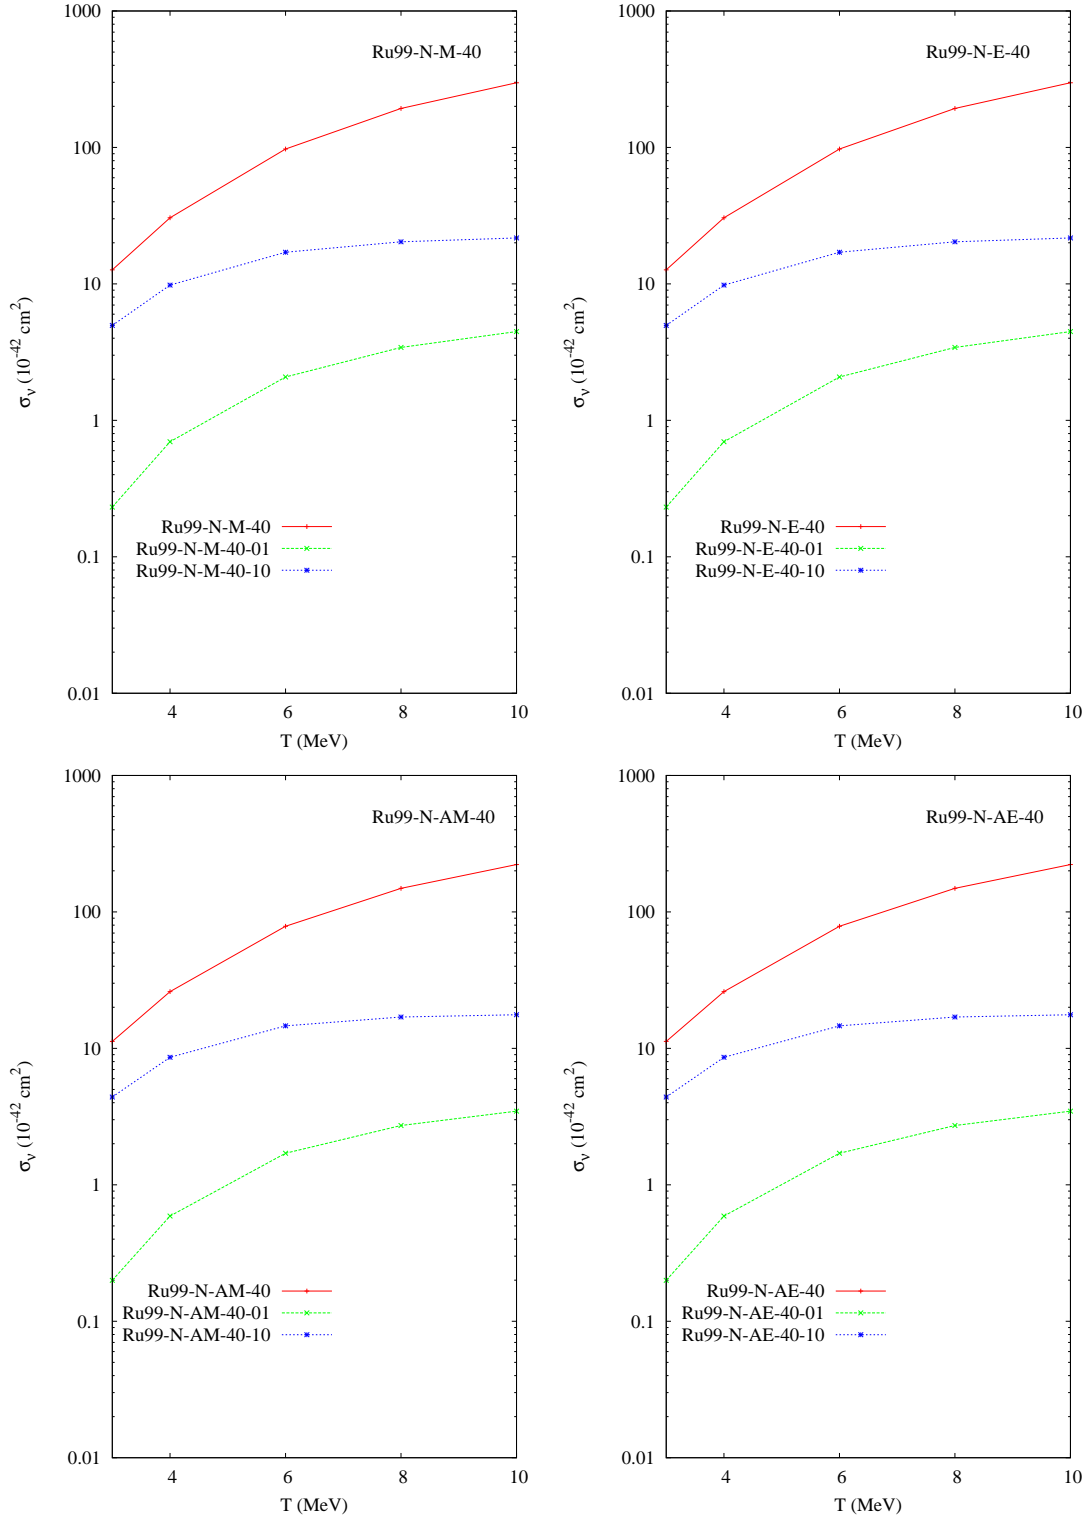 1000
100
10
1
0.1
0.01
4 6 8 10
σν (10-42 cm2)
T (MeV)
Ru99-N-M-40
Ru99-N-M-40
Ru99-N-M-40-01
Ru99-N-M-40-10
1000
100
10
1
0.1
0.01
4 6 8 10
σν (10-42 cm2)
T (MeV)
Ru99-N-E-40
Ru99-N-E-40
Ru99-N-E-40-01
Ru99-N-E-40-10
1000
100
10
1
0.1
0.01
4 6 8 10
σν (10-42 cm2)
T (MeV)
Ru99-N-AM-40
Ru99-N-AM-40
Ru99-N-AM-40-01
Ru99-N-AM-40-10
1000
100
10
1
0.1
0.01
4 6 8 10
σν (10-42 cm2)
T (MeV)
Ru99-N-AE-40
Ru99-N-AE-40
Ru99-N-AE-40-01
Ru99-N-AE-40-10